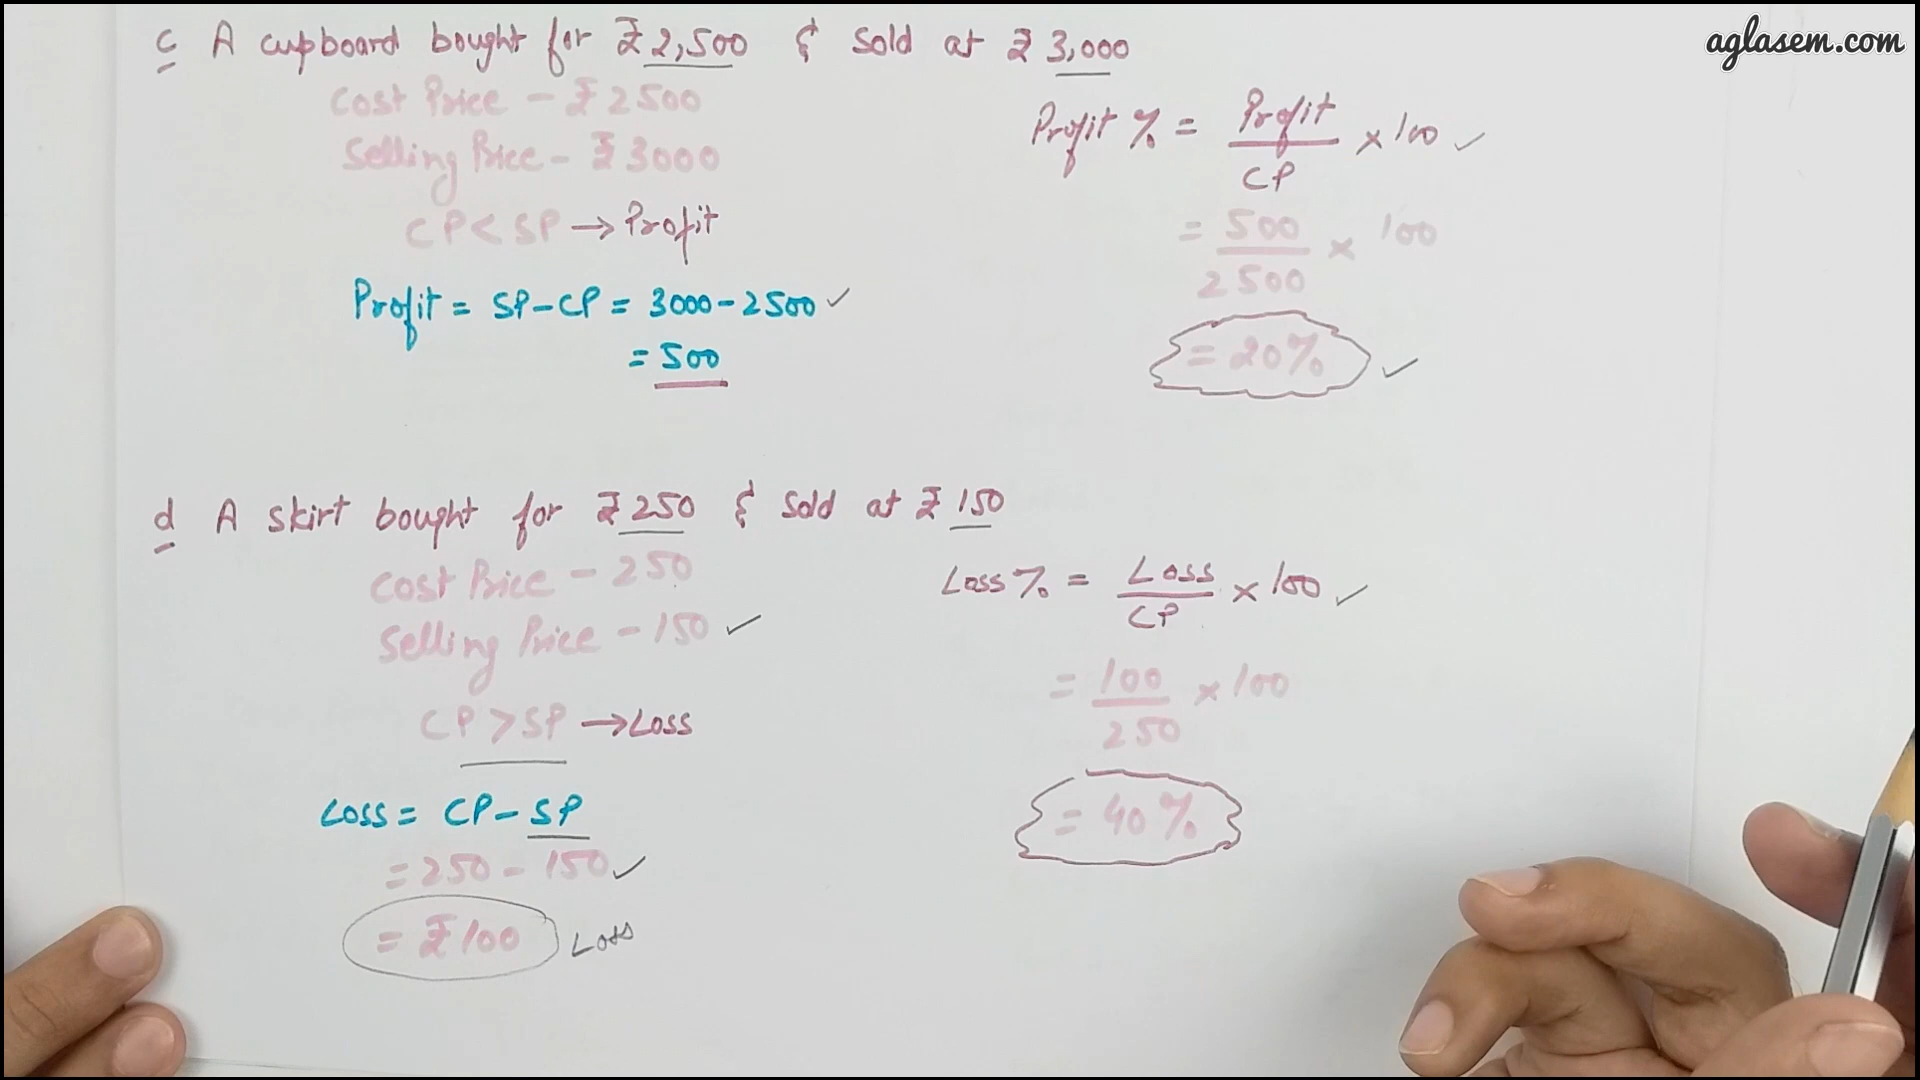 aglasem.com
c A cupboard bought for ₹ 2,500 & sold at ₹ 3,000
Cost Price - ₹ 2500
Selling Price - ₹ 3000
CP < SP → Profit
Profit = SP - CP = 3000 - 2500 ✓
= 500
Profit % = Profit/CP × 100 ✓
= 500/2500 × 100
= 20% ✓
d A skirt bought for ₹ 250 & sold at ₹ 150
Cost Price - 250
Selling Price - 150 ✓
CP > SP → Loss
Loss = CP - SP
= 250 - 150 ✓
= ₹ 100 Loss
Loss % = Loss/CP × 100 ✓
= 100/250 × 100
= 40 %